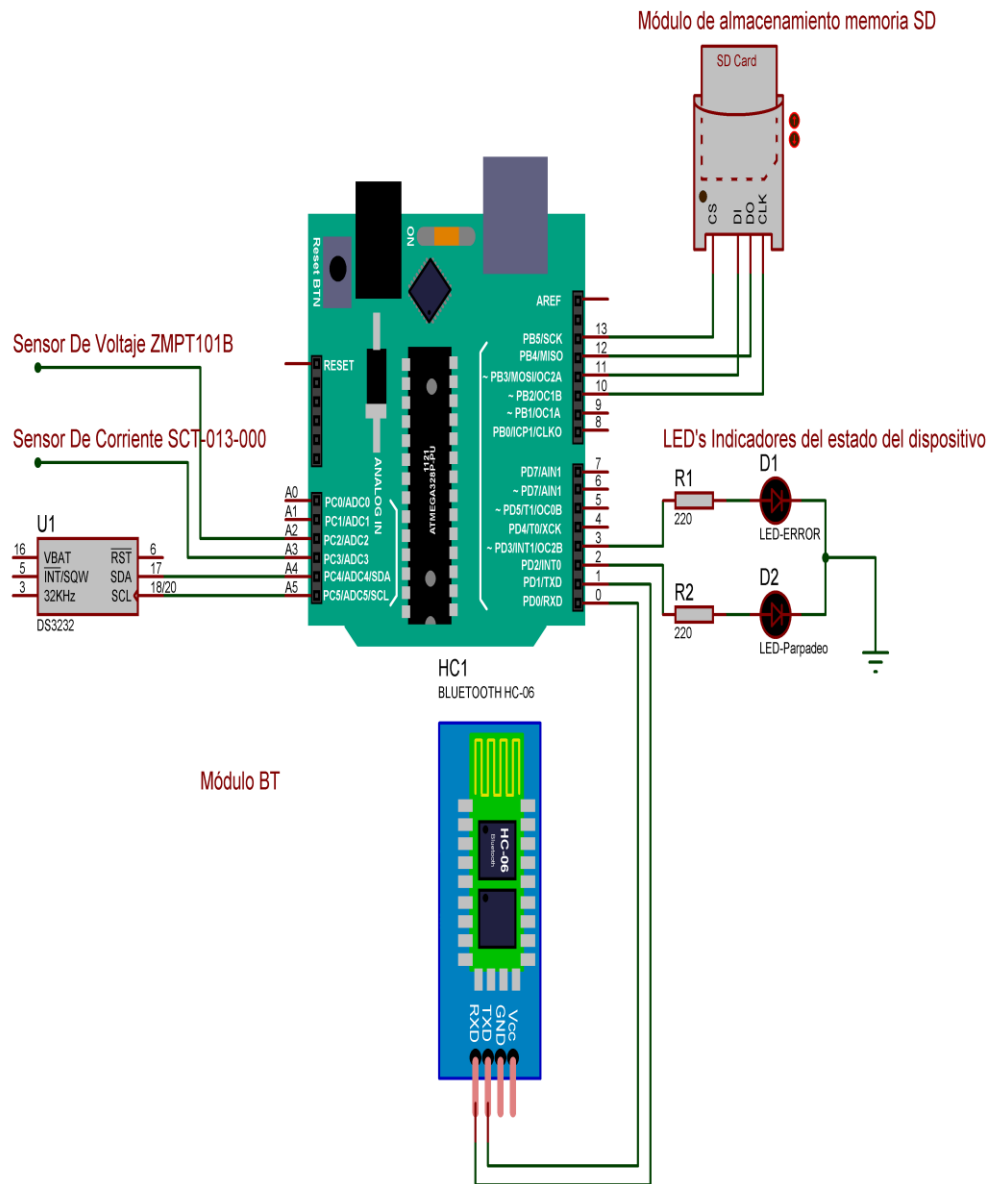 Módulo de almacenamiento memoria SD
SD Card
CS
DI
DO
CLK
Reset BTN
ON
AREF
PB5/SCK
13
PB4/MISO
12
~ PB3/MOSI/OC2A
11
~ PB2/OC1B
10
~ PB1/OC1A
9
PB0/ICP1/CLKO
8
Sensor De Voltaje ZMPT101B
RESET
Sensor De Corriente SCT-013-000
ANALOG IN
1121
ATMEGA328P-PU
A0
PC0/ADC0
A1
PC1/ADC1
A2
PC2/ADC2
A3
PC3/ADC3
A4
PC4/ADC4/SDA
A5
PC5/ADC5/SCL
PD7/AIN1
7
~ PD7/AIN1
6
~ PD5/T1/OC0B
5
PD4/T0/XCK
4
~ PD3/INT1/OC2B
3
PD2/INT0
2
PD1/TXD
1
PD0/RXD
0
U1
16
VBAT
RST
6
5
INT/SQW
SDA
17
3
32KHz
SCL
18/20
DS3232
LED's Indicadores del estado del dispositivo
R1
220
D1
LED-ERROR
R2
220
D2
LED-Parpadeo
HC1
BLUETOOTH HC-06
Módulo BT
HC-06
Bluetooth
RXD
TXD
GND
Vcc